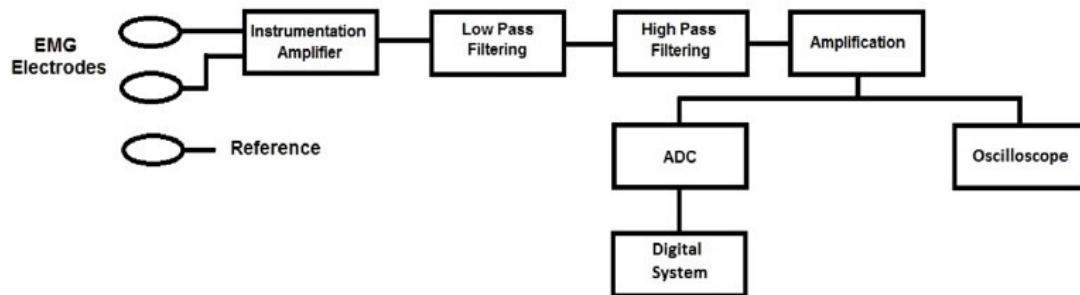 EMG
Electrodes
Instrumentation
Amplifier
Low Pass
Filtering
High Pass
Filtering
Amplification
Reference
ADC
Oscilloscope
Digital
System